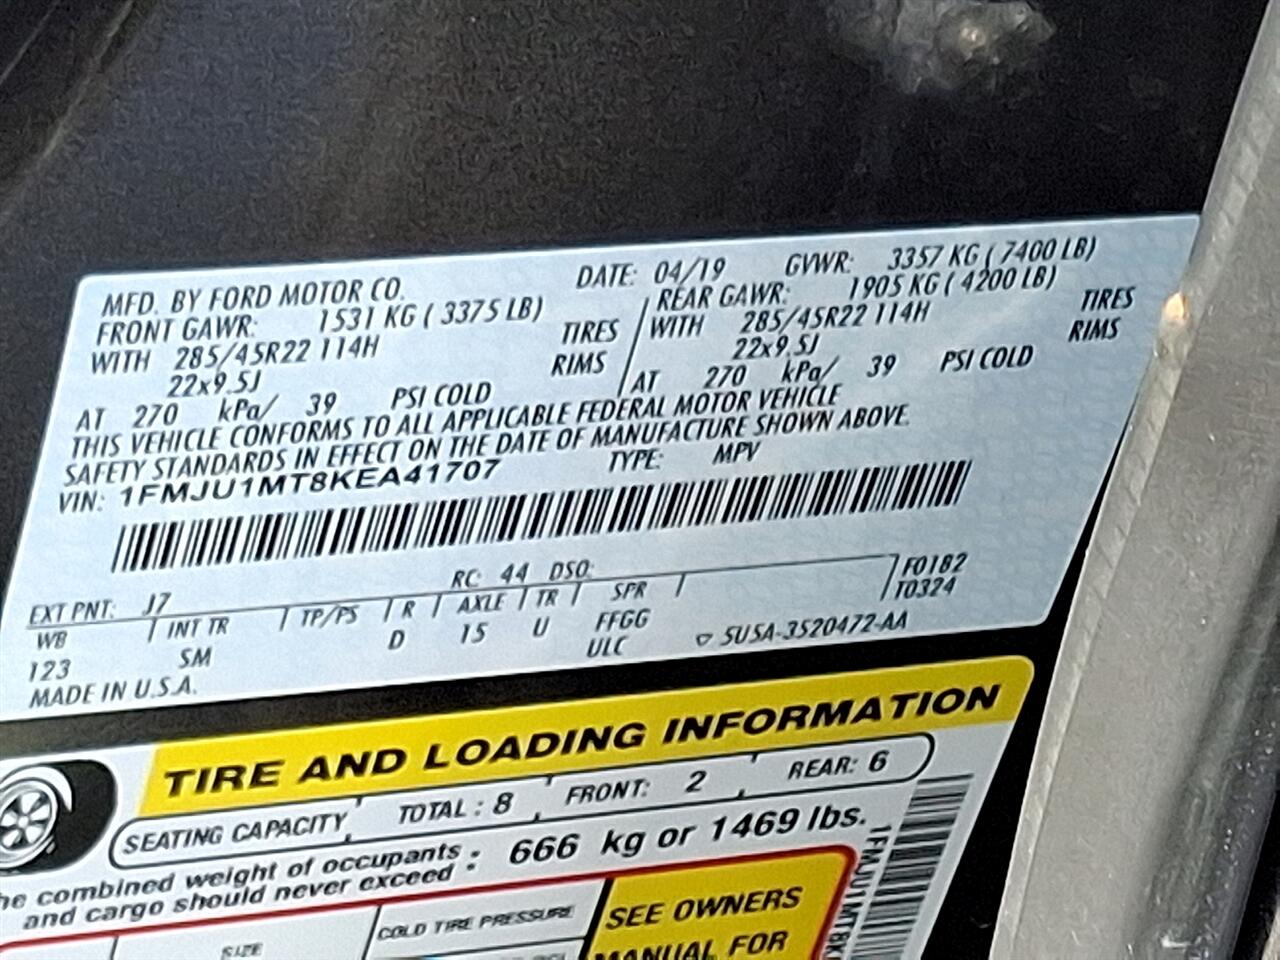 MFD. BY FORD MOTOR CO.
DATE: 04/19 GVWR: 3357 KG ( 7400 LB)
FRONT GAWR: 1531 KG ( 3375 LB)
REAR GAWR: 1905 KG ( 4200 LB)
WITH 285/45R22 114H TIRES
WITH 285/45R22 114H TIRES
22x9.5J RIMS
22x9.5J RIMS
AT 270 kPa/ 39 PSI COLD
AT 270 kPa/ 39 PSI COLD
THIS VEHICLE CONFORMS TO ALL APPLICABLE FEDERAL MOTOR VEHICLE
SAFETY STANDARDS IN EFFECT ON THE DATE OF MANUFACTURE SHOWN ABOVE.
VIN: 1FMJU1MT8KEA41707 TYPE: MPV
EXT PNT: J7 RC: 44 DSO: F0182
WB INT TR TP/PS R AXLE TR SPR T0324
123 SM D 15 U FFGG
ULC 5U5A-3520472-AA
MADE IN U.S.A.
TIRE AND LOADING INFORMATION
SEATING CAPACITY TOTAL : 8 FRONT: 2 REAR: 6
he combined weight of occupants : 666 kg or 1469 lbs.
and cargo should never exceed :
SIZE
COLD TIRE PRESSURE
SEE OWNERS
MANUAL FOR
1FMJU1MT8K